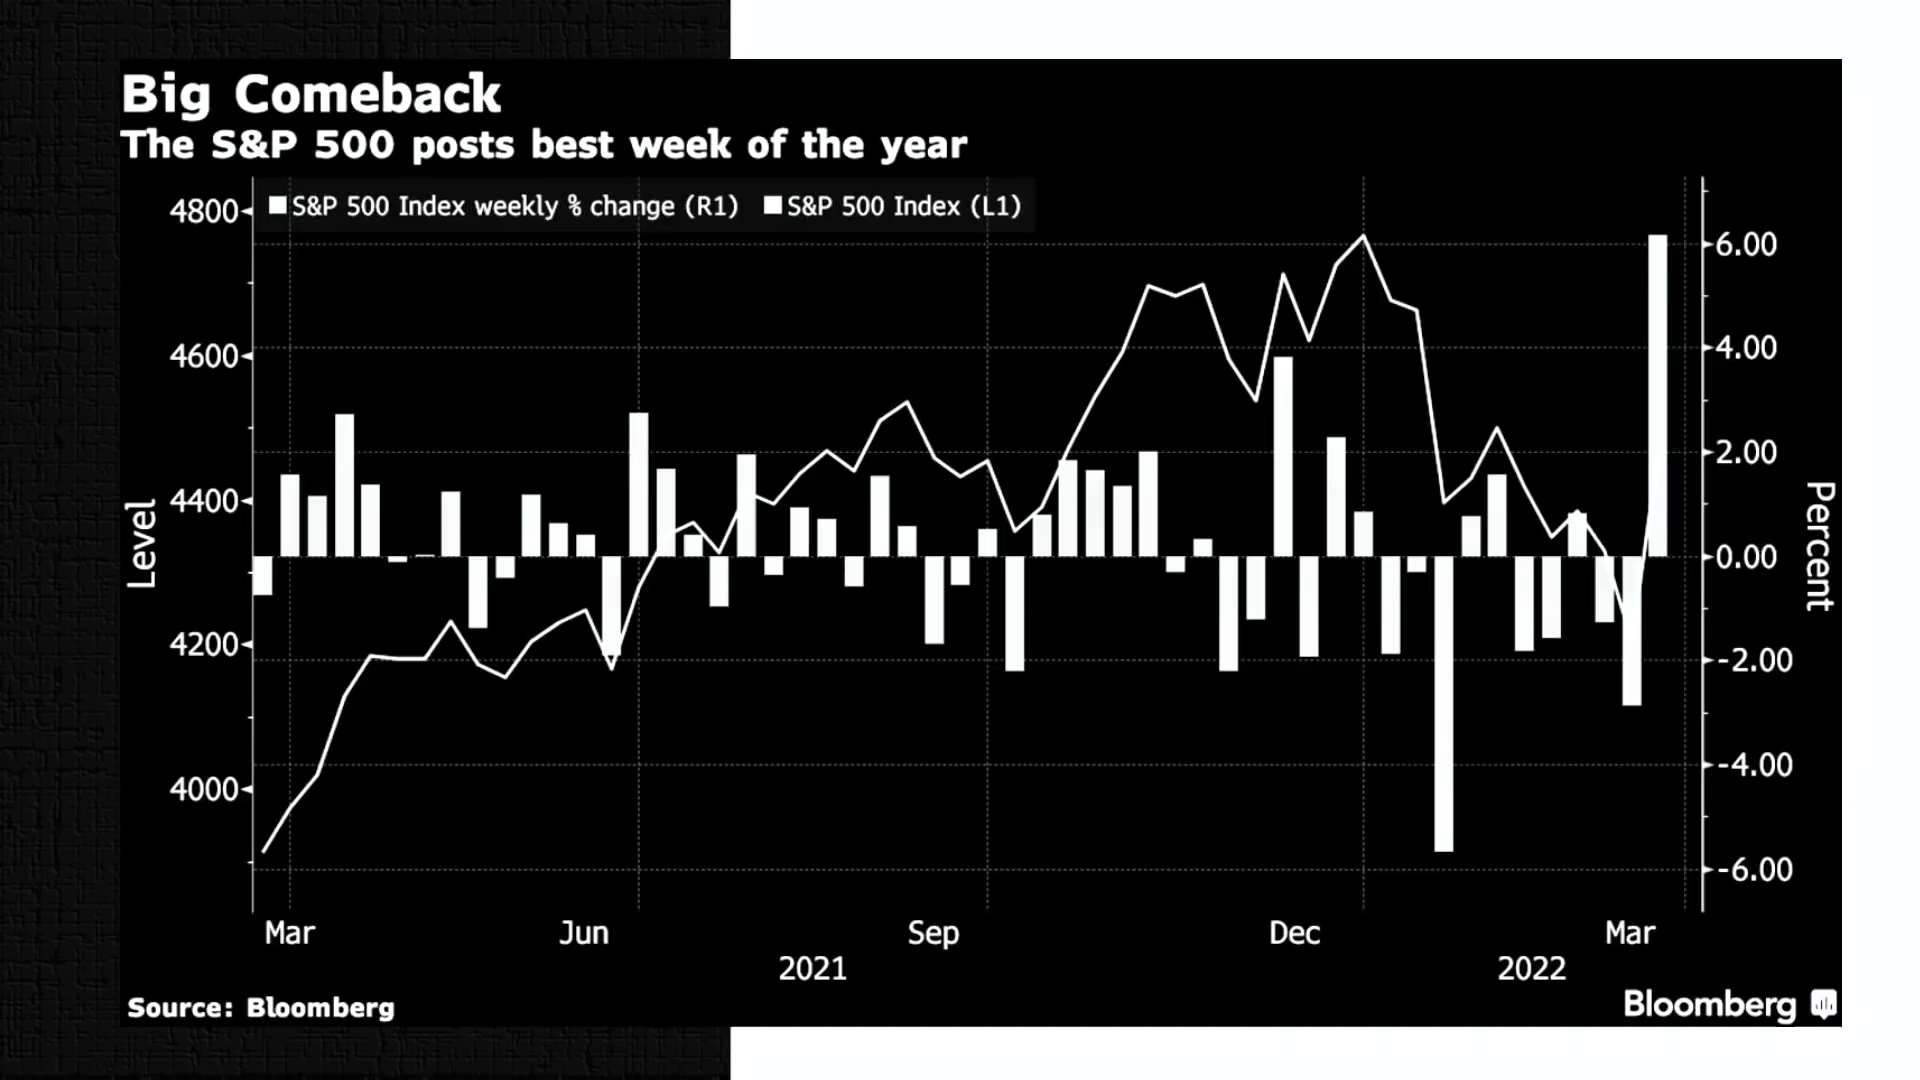 Big Comeback
The S&P 500 posts best week of the year
S&P 500 Index weekly % change (R1) S&P 500 Index (L1)
4800
4600
4400
4200
4000
Level
6.00
4.00
2.00
0.00
-2.00
-4.00
-6.00
Percent
Mar Jun Sep Dec Mar
2021 2022
Source: Bloomberg
Bloomberg